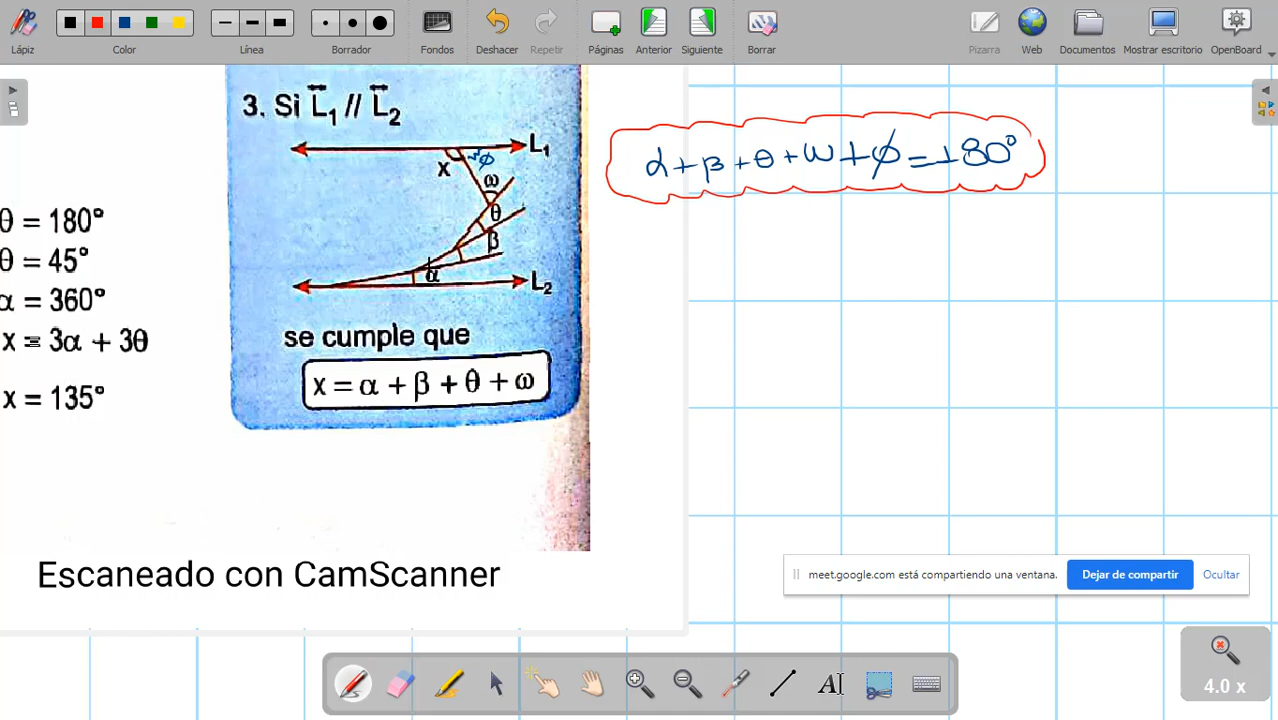 Lápiz
Color
Línea
Borrador
Fondos
Deshacer
Repetir
Páginas
Anterior
Siguiente
Borrar
Pizarra
Web
Documentos
Mostrar escritorio
OpenBoard
3. Si L₁ // L₂
L₁
x
φ
ω
θ
β
α
L₂
α + β + θ + ω + φ = 180°
θ = 180°
θ = 45°
α = 360°
x = 3α + 3θ
x = 135°
se cumple que
x = α + β + θ + ω
Escaneado con CamScanner
meet.google.com está compartiendo una ventana.
Dejar de compartir
Ocultar
AI
4.0 x